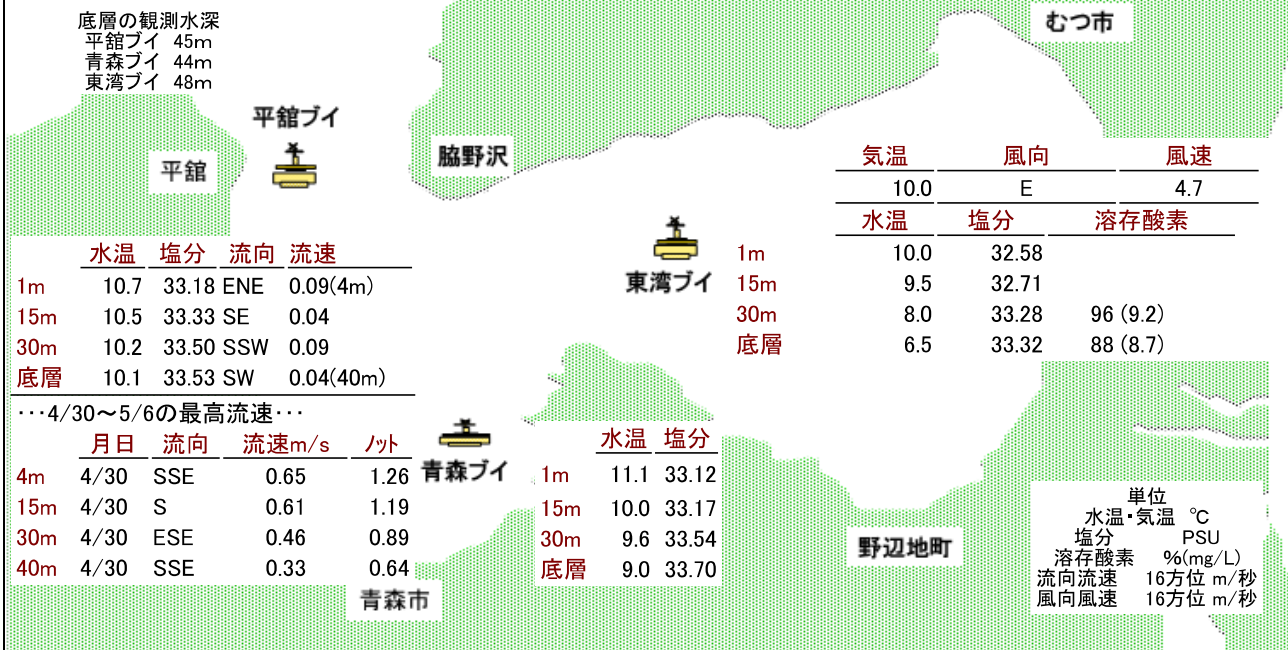 底層の観測水深
平舘ブイ 45m
青森ブイ 44m
東湾ブイ 48m
むつ市
平舘ブイ
平舘
脇野沢
気温 風向 風速
10.0 E 4.7
水温 塩分 溶存酸素
1m 10.0 32.58
15m 9.5 32.71
30m 8.0 33.28 96 (9.2)
底層 6.5 33.32 88 (8.7)
東湾ブイ
水温 塩分 流向 流速
1m 10.7 33.18 ENE 0.09(4m)
15m 10.5 33.33 SE 0.04
30m 10.2 33.50 SSW 0.09
底層 10.1 33.53 SW 0.04(40m)
･･･4/30～5/6の最高流速･･･
月日 流向 流速m/s ﾉｯﾄ
4m 4/30 SSE 0.65 1.26
15m 4/30 S 0.61 1.19
30m 4/30 ESE 0.46 0.89
40m 4/30 SSE 0.33 0.64
青森ブイ
水温 塩分
1m 11.1 33.12
15m 10.0 33.17
30m 9.6 33.54
底層 9.0 33.70
青森市
野辺地町
単位
水温･気温 ℃
塩分 PSU
溶存酸素 %(mg/L)
流向流速 16方位 m/秒
風向風速 16方位 m/秒